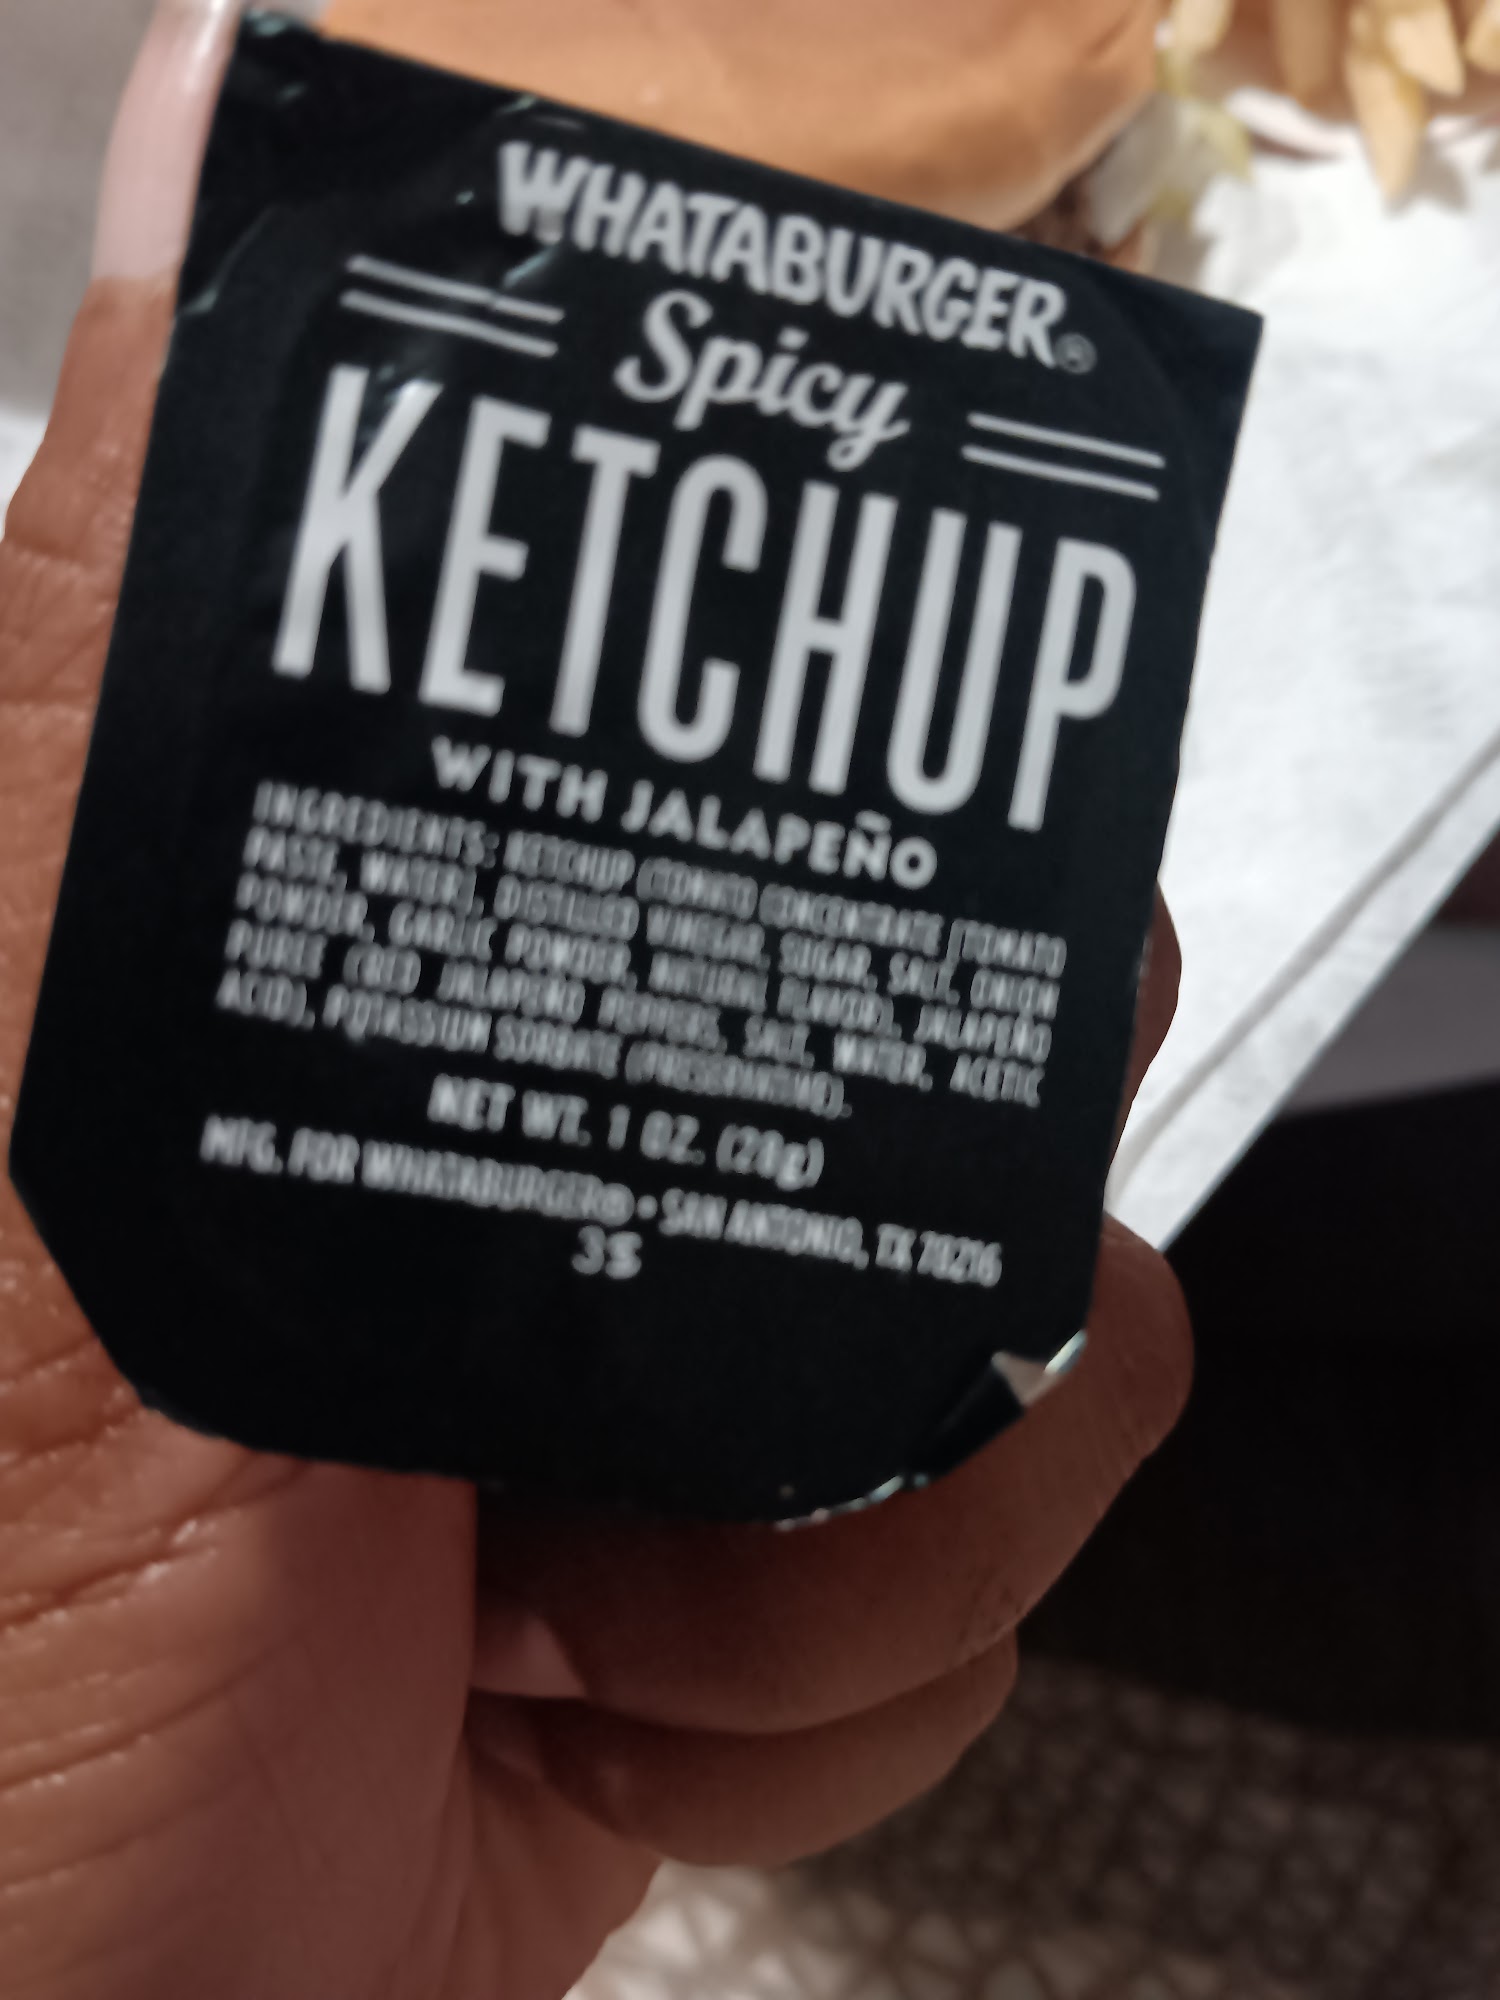 WHATABURGER®
Spicy
KETCHUP
WITH JALAPEÑO
INGREDIENTS: KETCHUP (TOMATO CONCENTRATE [TOMATO
PASTE, WATER], DISTILLED VINEGAR, SUGAR, SALT, ONION
POWDER, GARLIC POWDER, NATURAL FLAVOR), JALAPEÑO
PUREE (RED JALAPEÑO PEPPERS, SALT, WATER, ACETIC
ACID), POTASSIUM SORBATE (PRESERVATIVE).
NET WT. 1 OZ. (28g)
MFG. FOR WHATABURGER® • SAN ANTONIO, TX 78216
3S